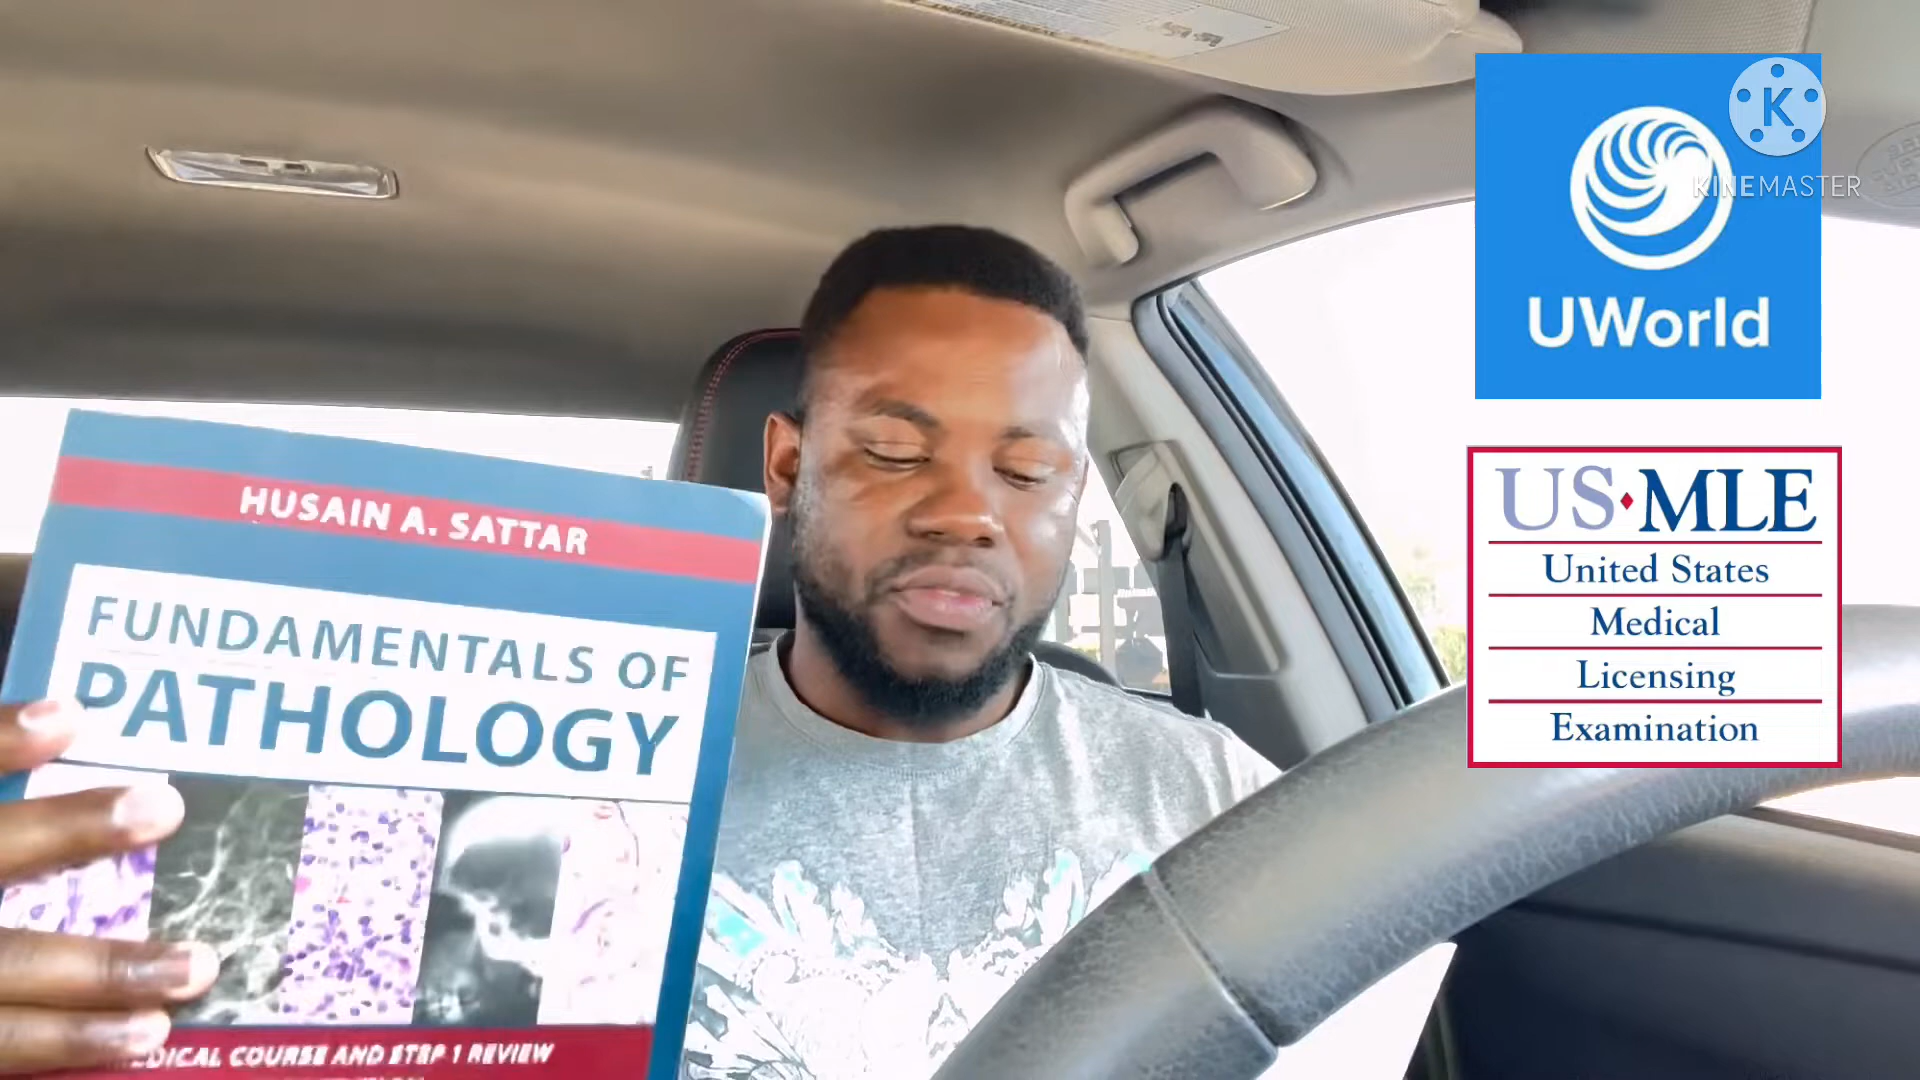 HUSAIN A. SATTAR
FUNDAMENTALS OF
PATHOLOGY
COURSE AND STEP 1 REVIEW
K
KINEMASTER
UWorld
US MLE
United States
Medical
Licensing
Examination